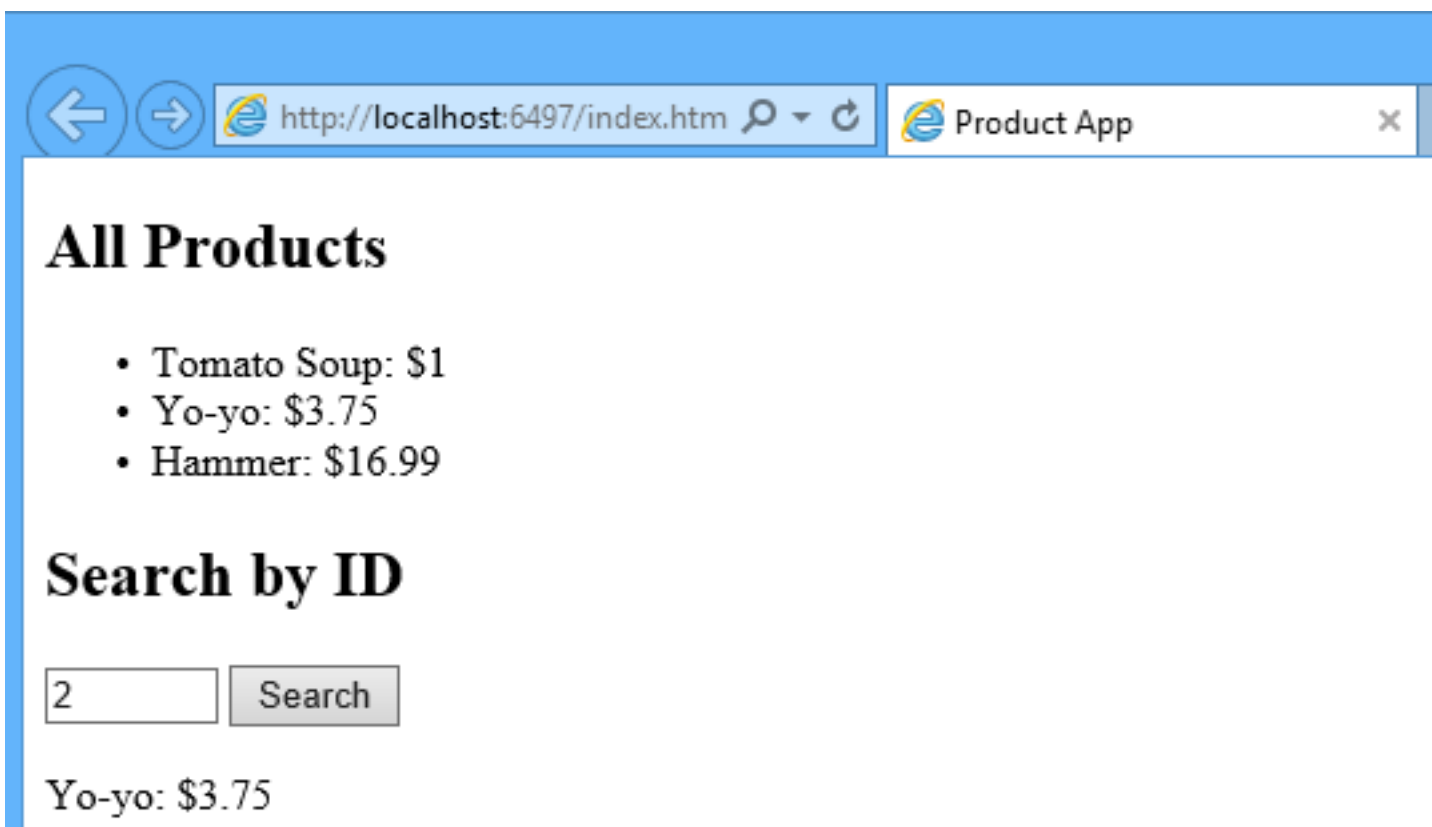 http://localhost:6497/index.htm
Product App
All Products
• Tomato Soup: $1
• Yo-yo: $3.75
• Hammer: $16.99
Search by ID
2 Search
Yo-yo: $3.75